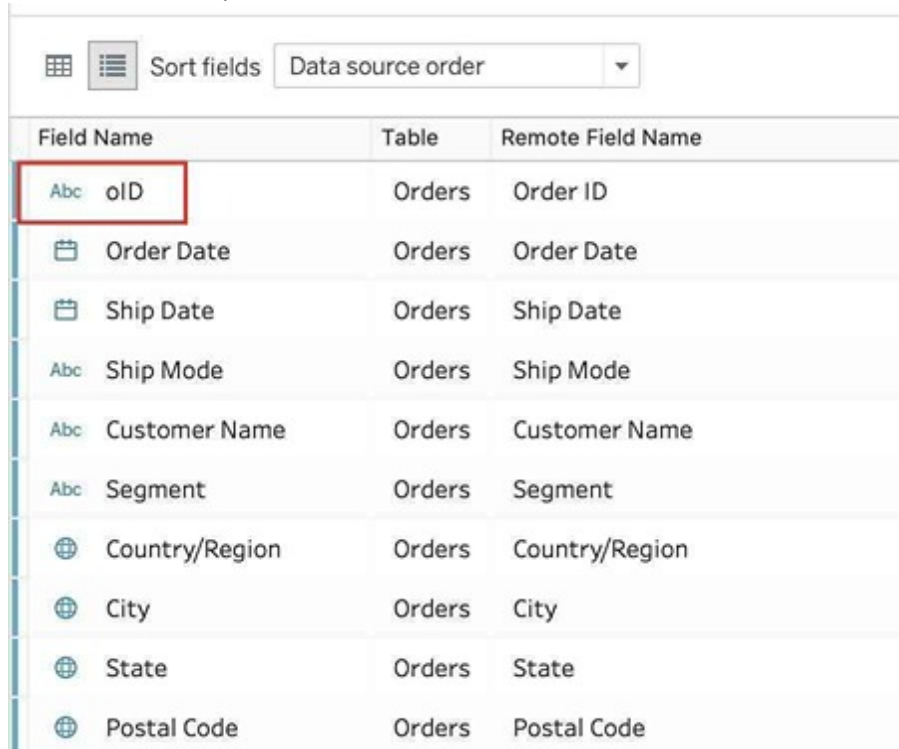 Sort fields Data source order
Field Name Table Remote Field Name
Abc oID Orders Order ID
Order Date Orders Order Date
Ship Date Orders Ship Date
Abc Ship Mode Orders Ship Mode
Abc Customer Name Orders Customer Name
Abc Segment Orders Segment
Country/Region Orders Country/Region
City Orders City
State Orders State
Postal Code Orders Postal Code